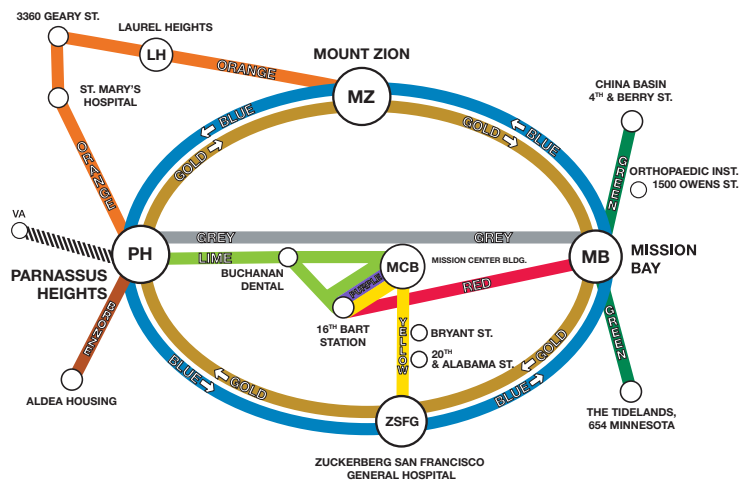 3360 GEARY ST.
LAUREL HEIGHTS
LH
ORANGE
MOUNT ZION
MZ
ST. MARY'S
HOSPITAL
CHINA BASIN
4TH & BERRY ST.
BLUE
BLUE
GOLD
GOLD
ORANGE
GREEN
ORTHOPAEDIC INST.
1500 OWENS ST.
VA
PH
GREY
GREY
PARNASSUS
HEIGHTS
LIME
BUCHANAN
DENTAL
MCB
MISSION CENTER BLDG.
MB
MISSION
BAY
PURPLE
RED
16TH BART
STATION
YELLOW
BRYANT ST.
20TH
& ALABAMA ST.
BRONZE
GREEN
ALDEA HOUSING
BLUE
GOLD
GOLD
BLUE
ZSFG
THE TIDELANDS,
654 MINNESOTA
ZUCKERBERG SAN FRANCISCO
GENERAL HOSPITAL